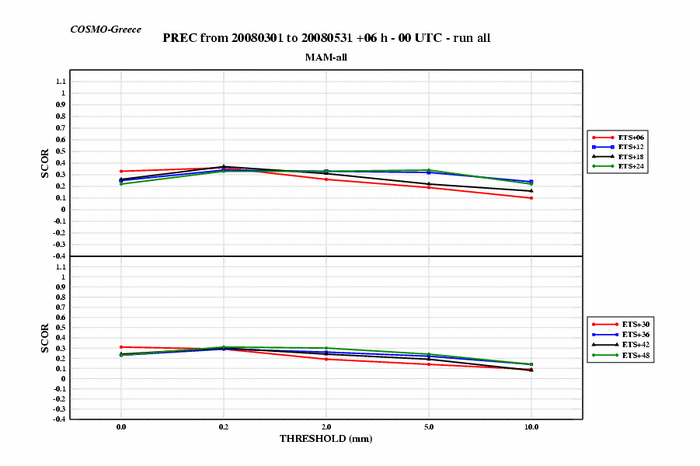 COSMO-Greece
PREC from 20080301 to 20080531 +06 h - 00 UTC - run all
MAM-all
SCOR
1.1
1
0.9
0.8
0.7
0.6
0.5
0.4
0.3
0.2
0.1
0
-0.1
-0.2
-0.3
-0.4
ETS+06
ETS+12
ETS+18
ETS+24
SCOR
1.1
1
0.9
0.8
0.7
0.6
0.5
0.4
0.3
0.2
0.1
0
-0.1
-0.2
-0.3
-0.4
ETS+30
ETS+36
ETS+42
ETS+48
0.0 0.2 2.0 5.0 10.0
THRESHOLD (mm)